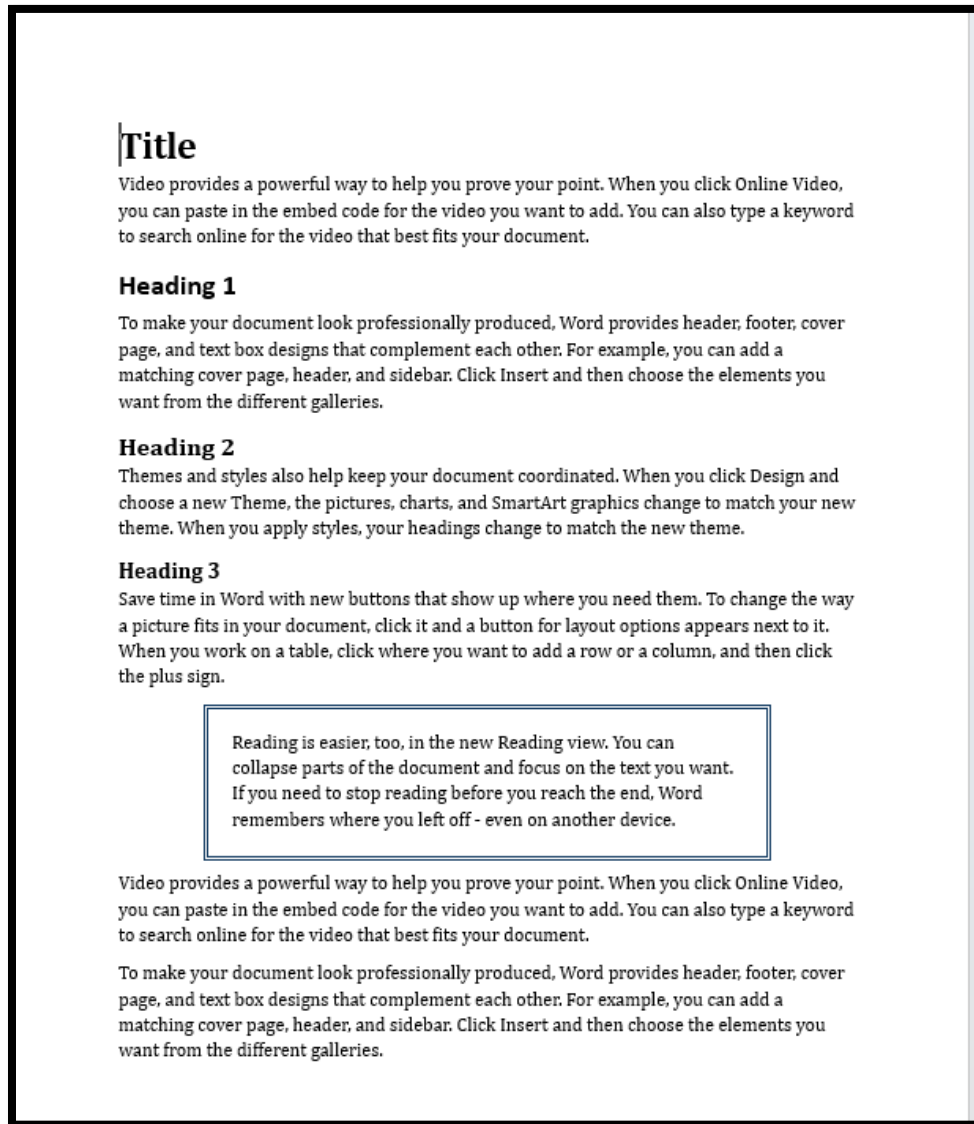 Title
Video provides a powerful way to help you prove your point. When you click Online Video,
you can paste in the embed code for the video you want to add. You can also type a keyword
to search online for the video that best fits your document.
Heading 1
To make your document look professionally produced, Word provides header, footer, cover
page, and text box designs that complement each other. For example, you can add a
matching cover page, header, and sidebar. Click Insert and then choose the elements you
want from the different galleries.
Heading 2
Themes and styles also help keep your document coordinated. When you click Design and
choose a new Theme, the pictures, charts, and SmartArt graphics change to match your new
theme. When you apply styles, your headings change to match the new theme.
Heading 3
Save time in Word with new buttons that show up where you need them. To change the way
a picture fits in your document, click it and a button for layout options appears next to it.
When you work on a table, click where you want to add a row or a column, and then click
the plus sign.
Reading is easier, too, in the new Reading view. You can
collapse parts of the document and focus on the text you want.
If you need to stop reading before you reach the end, Word
remembers where you left off - even on another device.
Video provides a powerful way to help you prove your point. When you click Online Video,
you can paste in the embed code for the video you want to add. You can also type a keyword
to search online for the video that best fits your document.
To make your document look professionally produced, Word provides header, footer, cover
page, and text box designs that complement each other. For example, you can add a
matching cover page, header, and sidebar. Click Insert and then choose the elements you
want from the different galleries.